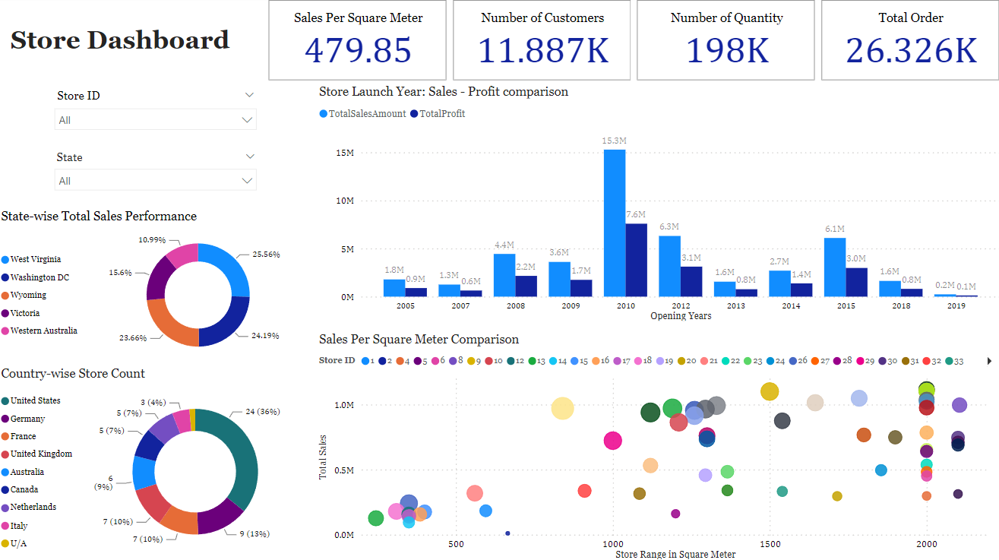 Store Dashboard
Sales Per Square Meter
479.85
Number of Customers
11.887K
Number of Quantity
198K
Total Order
26.326K
Store ID
All
State
All
State-wise Total Sales Performance
West Virginia
Washington DC
Wyoming
Victoria
Western Australia
10.99%
25.56%
15.6%
23.66%
24.19%
Country-wise Store Count
United States
Germany
France
United Kingdom
Australia
Canada
Netherlands
Italy
U/A
3 (4%)
5 (7%)
5 (7%)
6
(9%)
7 (10%)
7 (10%)
9 (13%)
24 (36%)
Store Launch Year: Sales - Profit comparison
TotalSalesAmount TotalProfit
15M
10M
5M
0M
1.8M 0.9M 1.3M 0.6M 4.4M 2.2M 3.6M 1.7M 15.3M 7.6M 6.3M 3.1M 1.6M 0.8M 2.7M 1.4M 6.1M 3.0M 1.6M 0.8M 0.2M 0.1M
2005 2007 2008 2009 2010 2012 2013 2014 2015 2018 2019
Opening Years
Sales Per Square Meter Comparison
Store ID 1 2 4 5 6 8 9 10 12 13 14 15 16 17 18 19 20 21 22 23 24 26 27 28 29 30 31 32 33
Total Sales
1.0M
0.5M
0.0M
500 1000 1500 2000
Store Range in Square Meter